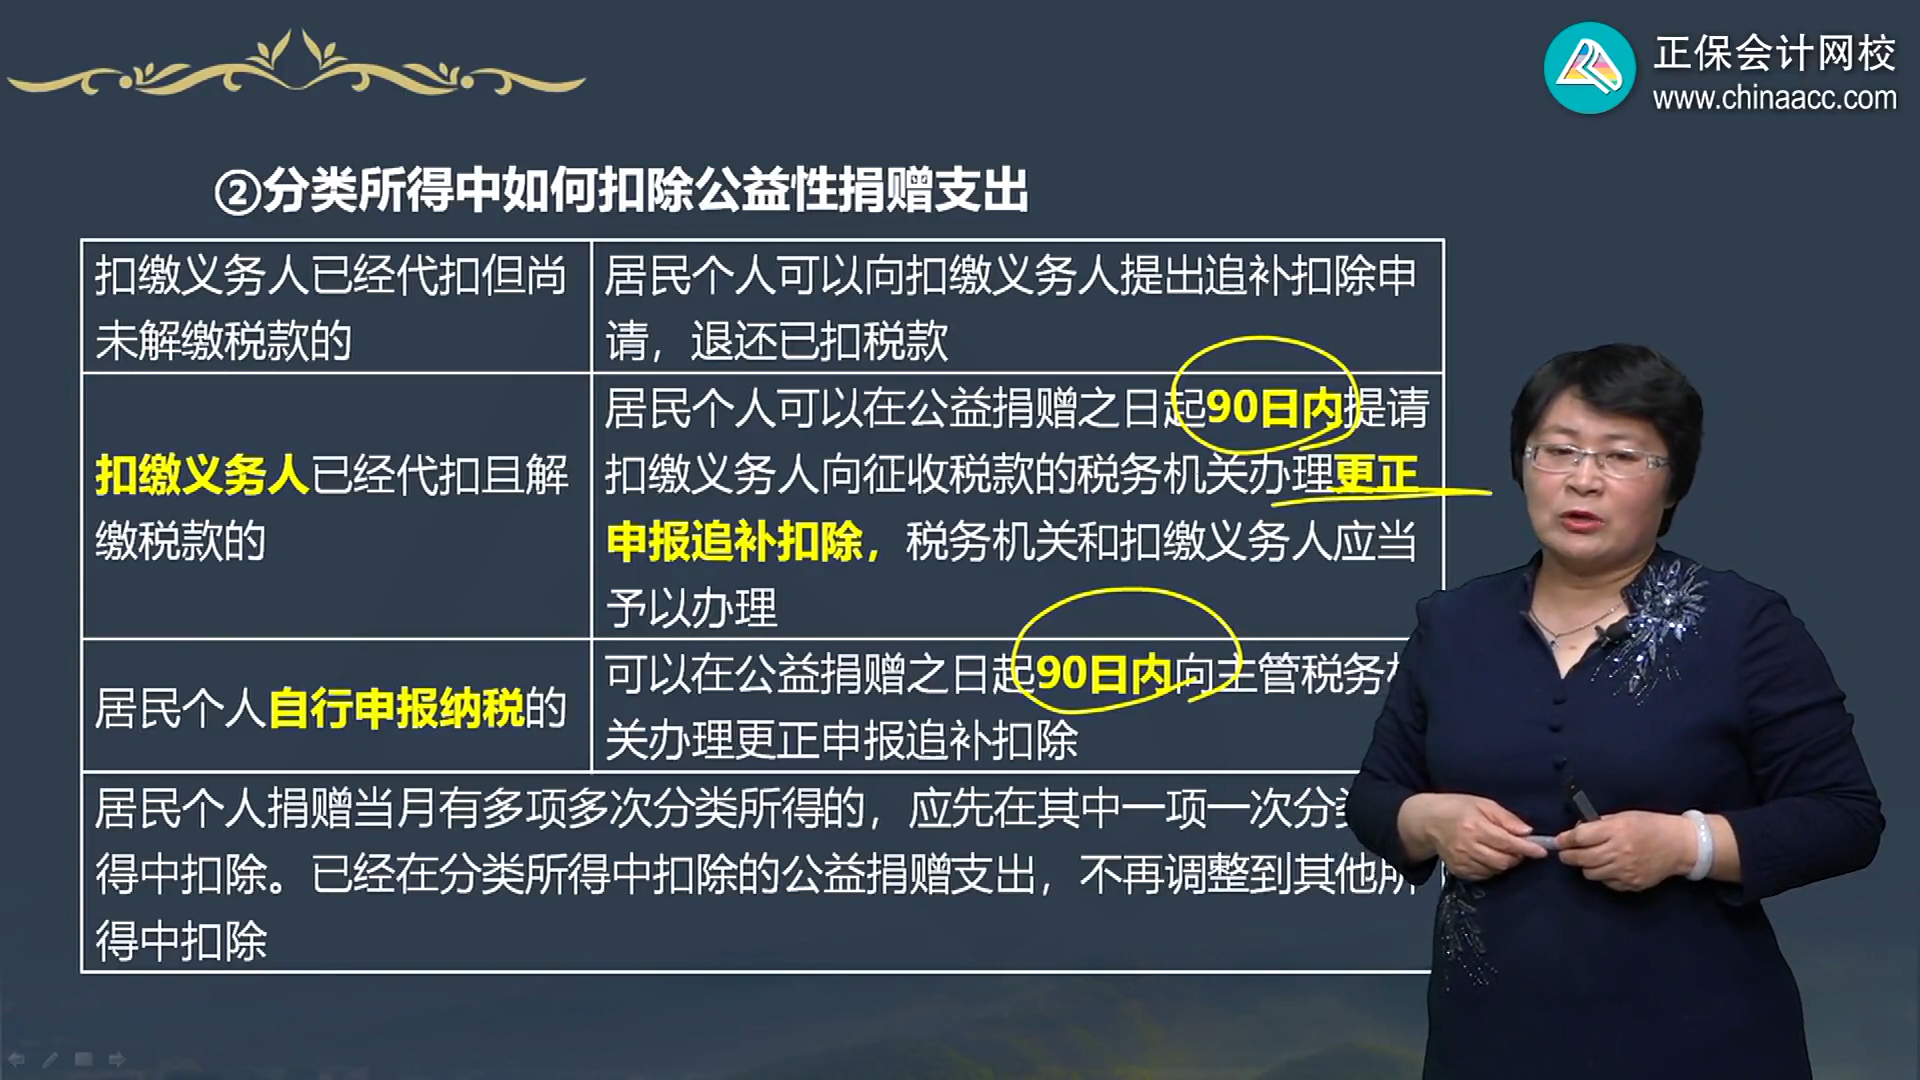 正保会计网校
www.chinaacc.com
②分类所得中如何扣除公益性捐赠支出
扣缴义务人已经代扣但尚
未解缴税款的
居民个人可以向扣缴义务人提出追补扣除申
请，退还已扣税款
扣缴义务人已经代扣且解
缴税款的
居民个人可以在公益捐赠之日起90日内提请
扣缴义务人向征收税款的税务机关办理更正
申报追补扣除，税务机关和扣缴义务人应当
予以办理
居民个人自行申报纳税的
可以在公益捐赠之日起90日内向主管税务机
关办理更正申报追补扣除
居民个人捐赠当月有多项多次分类所得的，应先在其中一项一次分类
得中扣除。已经在分类所得中扣除的公益捐赠支出，不再调整到其他所
得中扣除